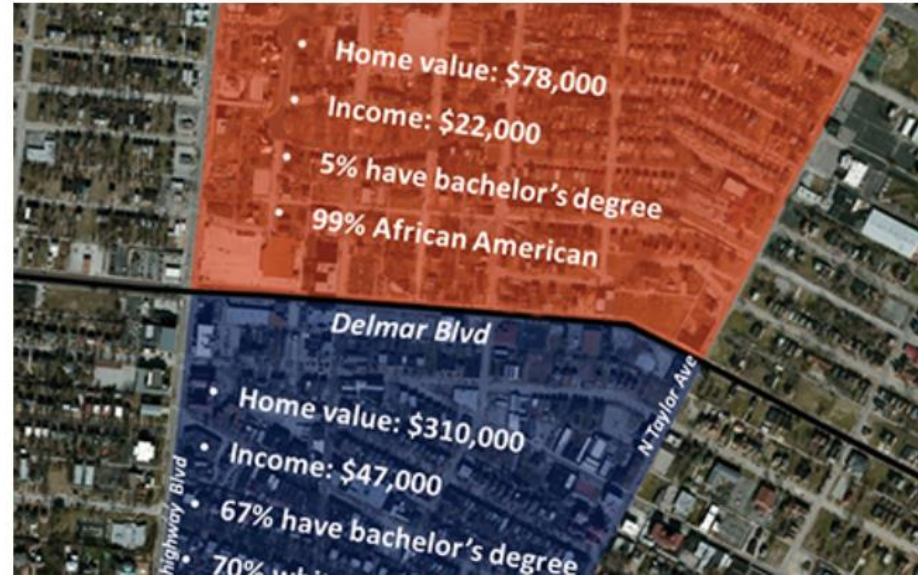 • Home value: $78,000
• Income: $22,000
• 5% have bachelor's degree
• 99% African American
Delmar Blvd
N Taylor Ave
• Home value: $310,000
• Income: $47,000
• 67% have bachelor's degree
highway Blvd
• 70%